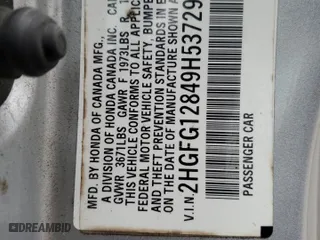 MFD. BY HONDA OF CANADA MFG.,
A DIVISION OF HONDA CANADA INC.
GVWR 3671LBS GAWR F 1973LBS R
THIS VEHICLE CONFORMS TO ALL APPLICAB
FEDERAL MOTOR VEHICLE SAFETY, BUMPE
AND THEFT PREVENTION STANDARDS IN E
ON THE DATE OF MANUFACTURE SHOWN A
V.I.N. 2HGFG12849H53729
PASSENGER CAR
DREAMBID